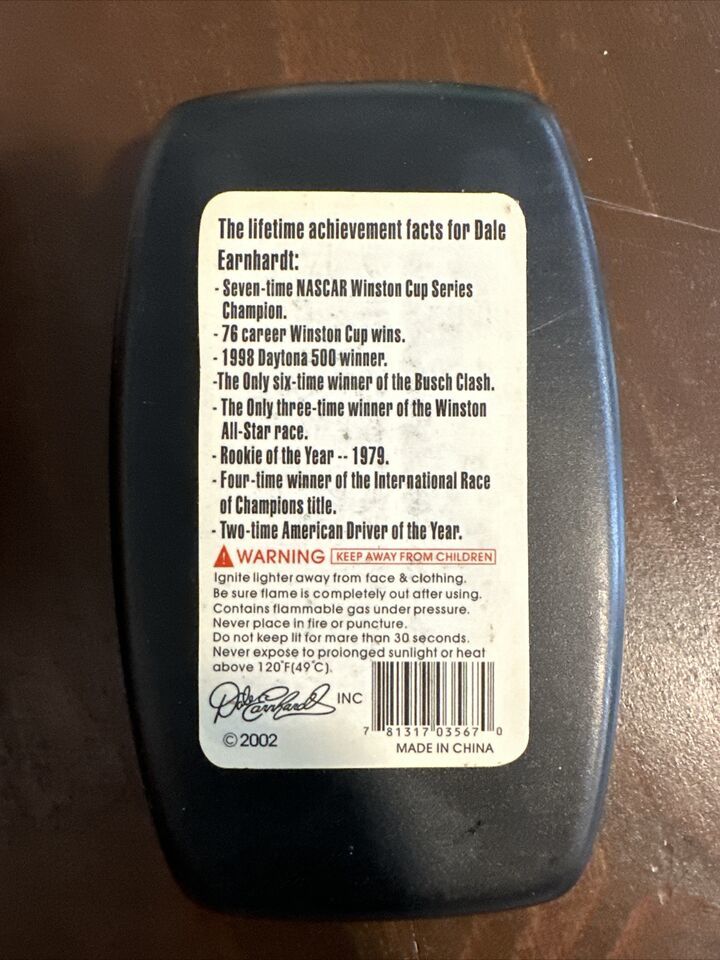 The lifetime achievement facts for Dale
Earnhardt:
- Seven-time NASCAR Winston Cup Series
Champion.
- 76 career Winston Cup wins.
- 1998 Daytona 500 winner.
-The Only six-time winner of the Busch Clash.
- The Only three-time winner of the Winston
All-Star race.
- Rookie of the Year -- 1979.
- Four-time winner of the International Race
of Champions title.
- Two-time American Driver of the Year.
WARNING KEEP AWAY FROM CHILDREN
Ignite lighter away from face & clothing.
Be sure flame is completely out after using.
Contains flammable gas under pressure.
Never place in fire or puncture.
Do not keep lit for mare than 30 seconds.
Never expose to prolonged sunlight or heat
above 120°F(49°C).
Dale Earnhardt INC
7 81317 03567 0
©2002
MADE IN CHINA